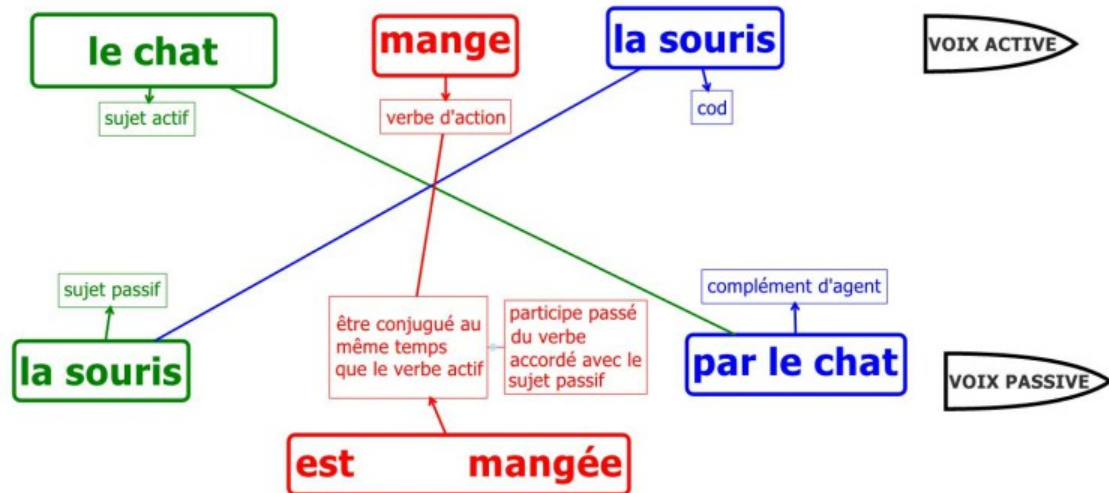 le chat
mange
la souris
VOIX ACTIVE
sujet actif
verbe d'action
cod
sujet passif
complément d'agent
être conjugué au
même temps
que le verbe actif
participe passé
du verbe
accordé avec le
sujet passif
la souris
par le chat
VOIX PASSIVE
est mangée